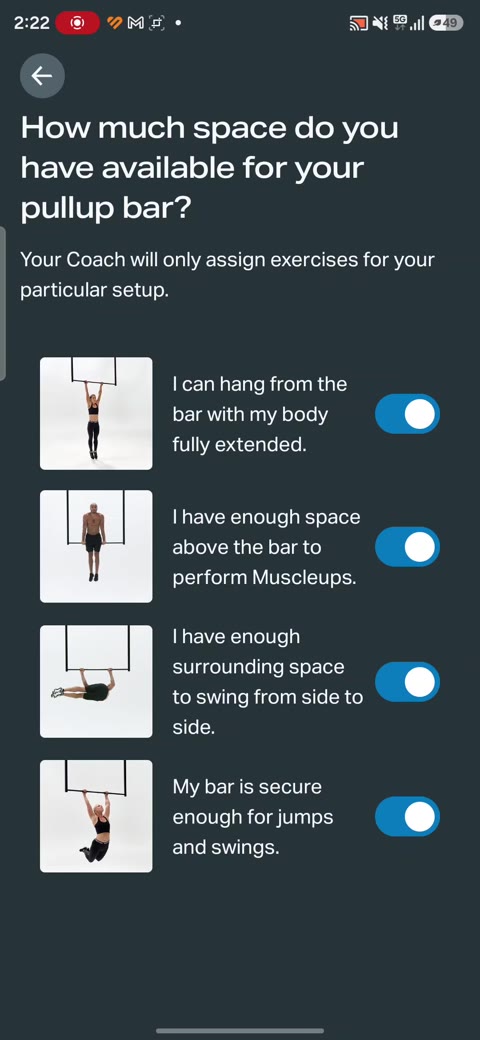 2:22
5G
49
How much space do you
have available for your
pullup bar?
Your Coach will only assign exercises for your
particular setup.
I can hang from the
bar with my body
fully extended.
I have enough space
above the bar to
perform Muscleups.
I have enough
surrounding space
to swing from side to
side.
My bar is secure
enough for jumps
and swings.